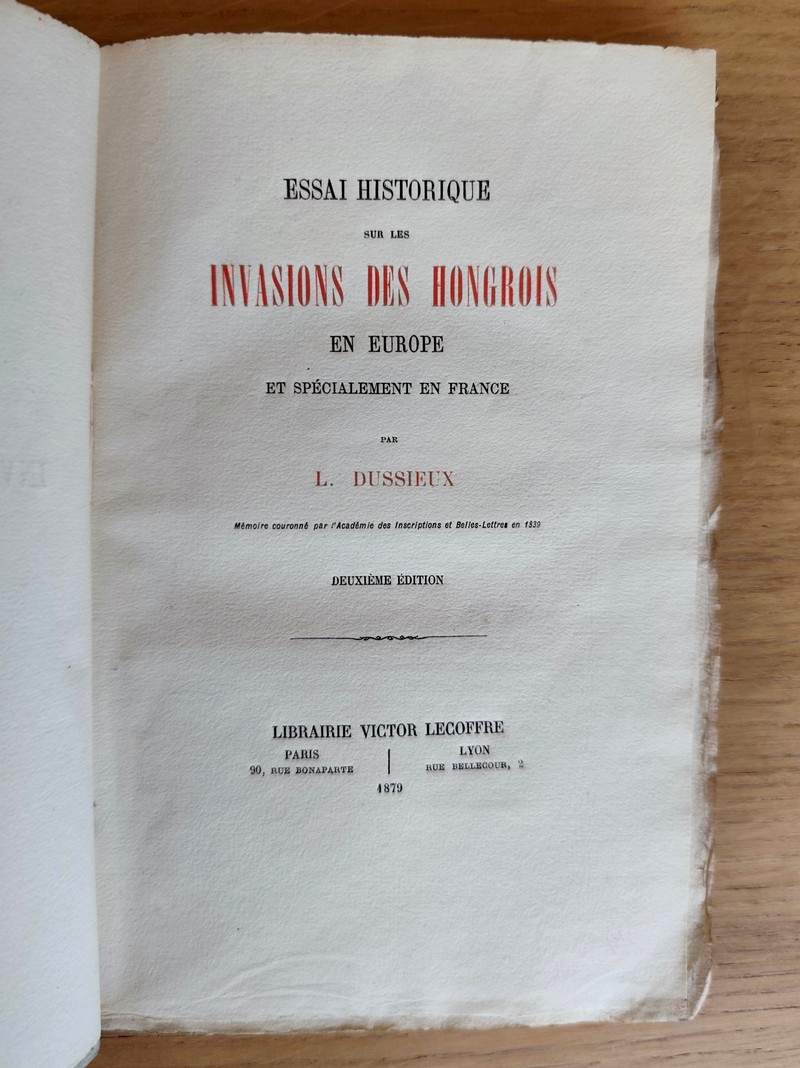 ESSAI HISTORIQUE
SUR LES
INVASIONS DES HONGROIS
EN EUROPE
ET SPÉCIALEMENT EN FRANCE
PAR
L. DUSSIEUX
Mémoire couronné par l'Académie des Inscriptions et Belles-Lettres en 1839
DEUXIÈME ÉDITION
LIBRAIRIE VICTOR LECOFFRE
PARIS
90, RUE BONAPARTE
LYON
RUE BELLECOUR, 2
1879